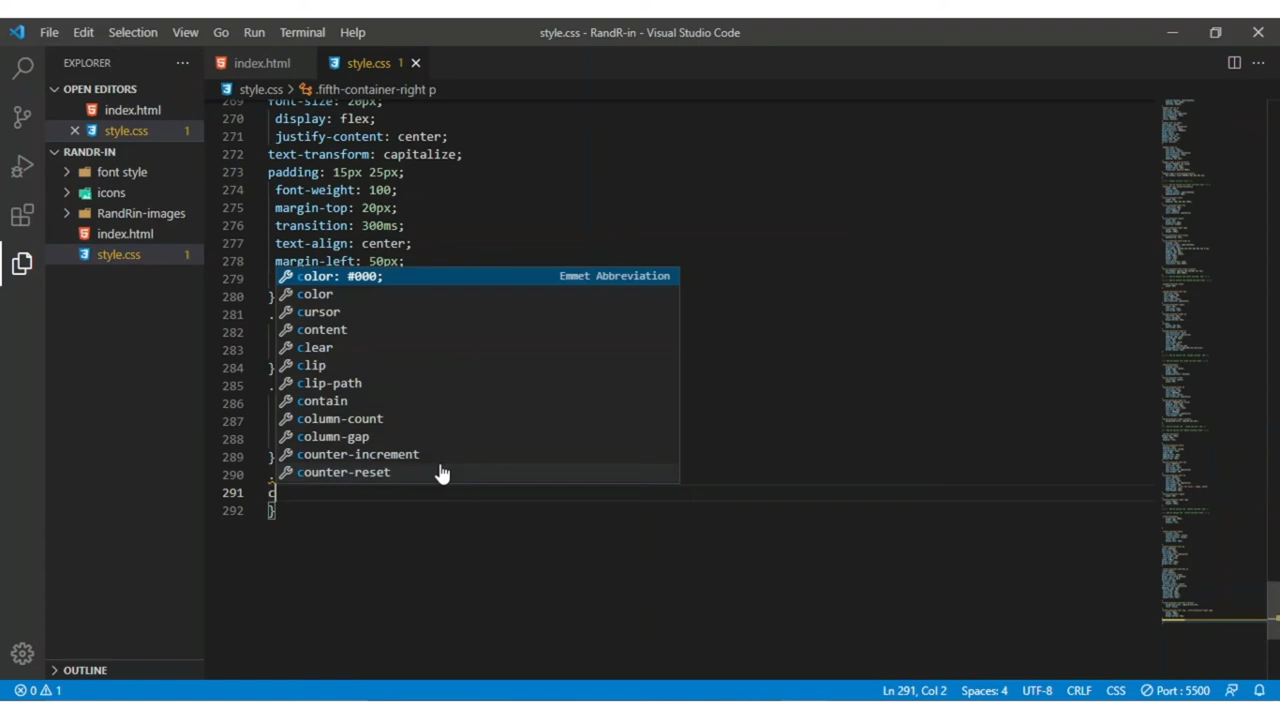 File Edit Selection View Go Run Terminal Help
style.css - RandR-in - Visual Studio Code
EXPLORER
index.html
style.css 1
OPEN EDITORS
index.html
style.css 1
RANDR-IN
font style
icons
RandRin-images
index.html
style.css 1
OUTLINE
style.css > .fifth-container-right p
269 font-size: 20px;
270 display: flex;
271 justify-content: center;
272 text-transform: capitalize;
273 padding: 15px 25px;
274 font-weight: 100;
275 margin-top: 20px;
276 transition: 300ms;
277 text-align: center;
278 margin-left: 50px;
279
280 }
281 .
282
283
284 }
285 .
286
287
288
289 }
290 .
291 c
292 }
color: #000; Emmet Abbreviation
color
cursor
content
clear
clip
clip-path
contain
column-count
column-gap
counter-increment
counter-reset
0 1
Ln 291, Col 2 Spaces: 4 UTF-8 CRLF CSS Port : 5500